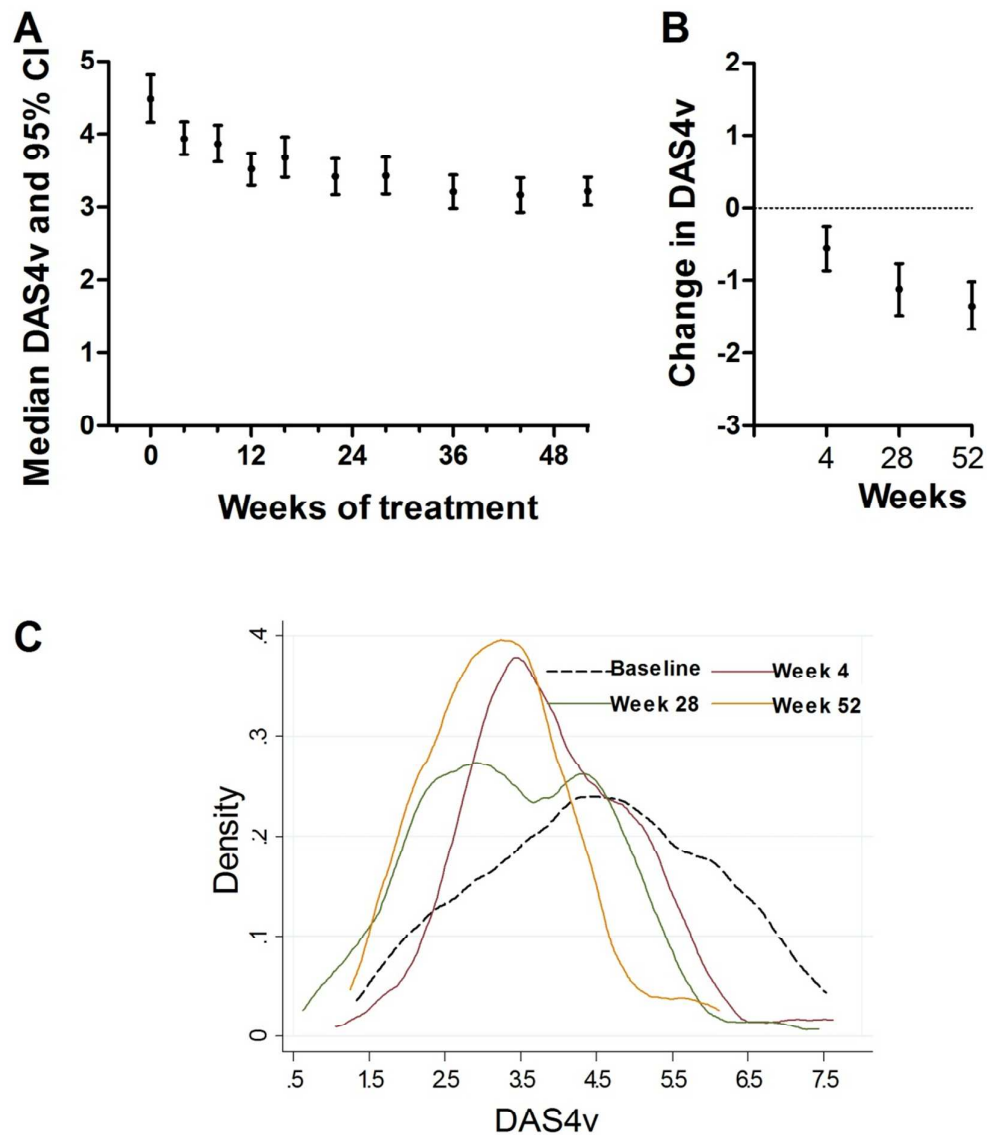 A
Median DAS4v and 95% CI
5
4
3
2
1
0
0 12 24 36 48
Weeks of treatment
B
Change in DAS4v
2
1
0
-1
-2
-3
4 28 52
Weeks
C
Density
.4
.3
.2
.1
0
Baseline Week 4
Week 28 Week 52
.5 1.5 2.5 3.5 4.5 5.5 6.5 7.5
DAS4v